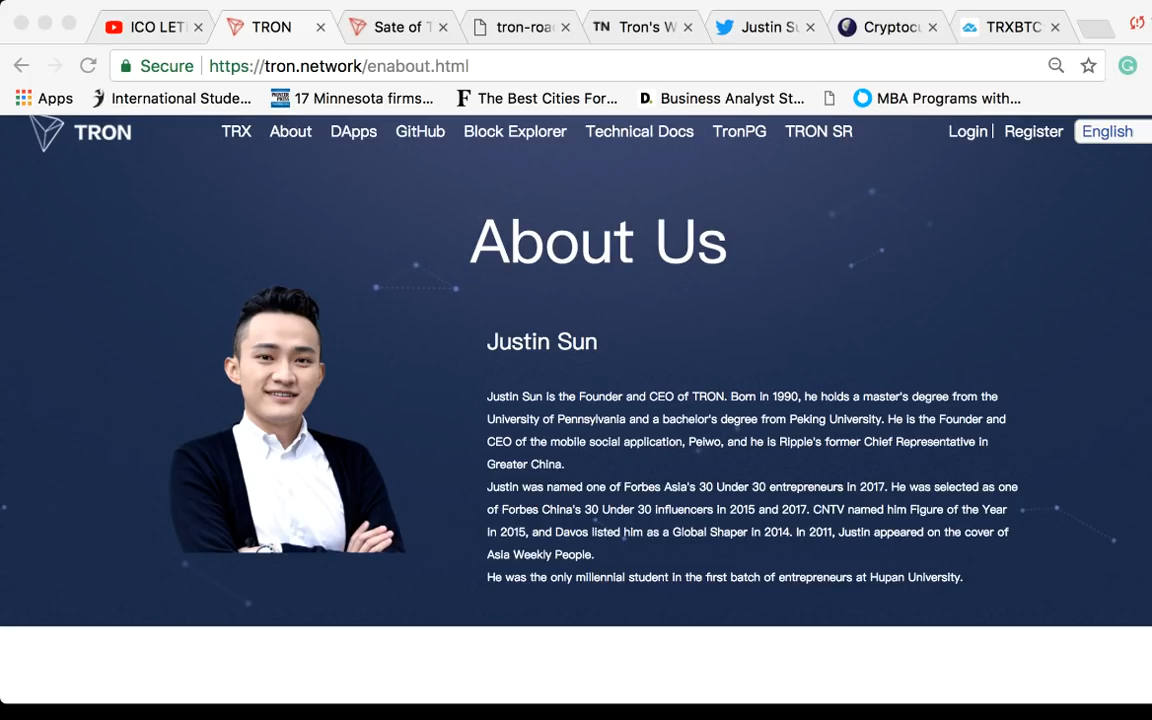 ICO LET
TRON
Sate of T
tron-roa
TN Tron's W
Justin Su
Cryptocu
TRXBTC
Secure https://tron.network/enabout.html
Apps
International Stude...
17 Minnesota firms...
F The Best Cities For...
D. Business Analyst St...
MBA Programs with...
TRON
TRX
About
DApps
GitHub
Block Explorer
Technical Docs
TronPG
TRON SR
Login | Register
English
About Us
Justin Sun
Justin Sun is the Founder and CEO of TRON. Born in 1990, he holds a master's degree from the
University of Pennsylvania and a bachelor's degree from Peking University. He is the Founder and
CEO of the mobile social application, Peiwo, and he is Ripple's former Chief Representative in
Greater China.
Justin was named one of Forbes Asia's 30 Under 30 entrepreneurs in 2017. He was selected as one
of Forbes China's 30 Under 30 influencers in 2015 and 2017. CNTV named him Figure of the Year
in 2015, and Davos listed him as a Global Shaper in 2014. In 2011, Justin appeared on the cover of
Asia Weekly People.
He was the only millennial student in the first batch of entrepreneurs at Hupan University.